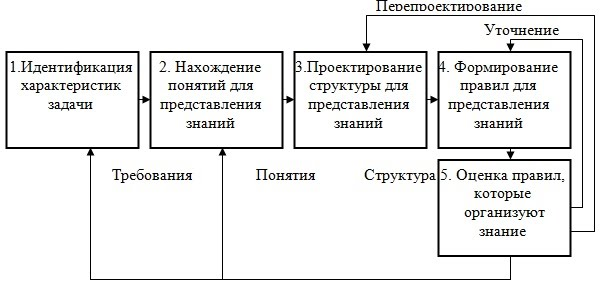 Перепроектирование
Уточнение
1.Идентификация
характеристик
задачи
2. Нахождение
понятий для
представления
знаний
3.Проектирование
структуры для
представления
знаний
4. Формирование
правил для
представления
знаний
Требования
Понятия
Структура
5. Оценка правил,
которые
организуют
знание